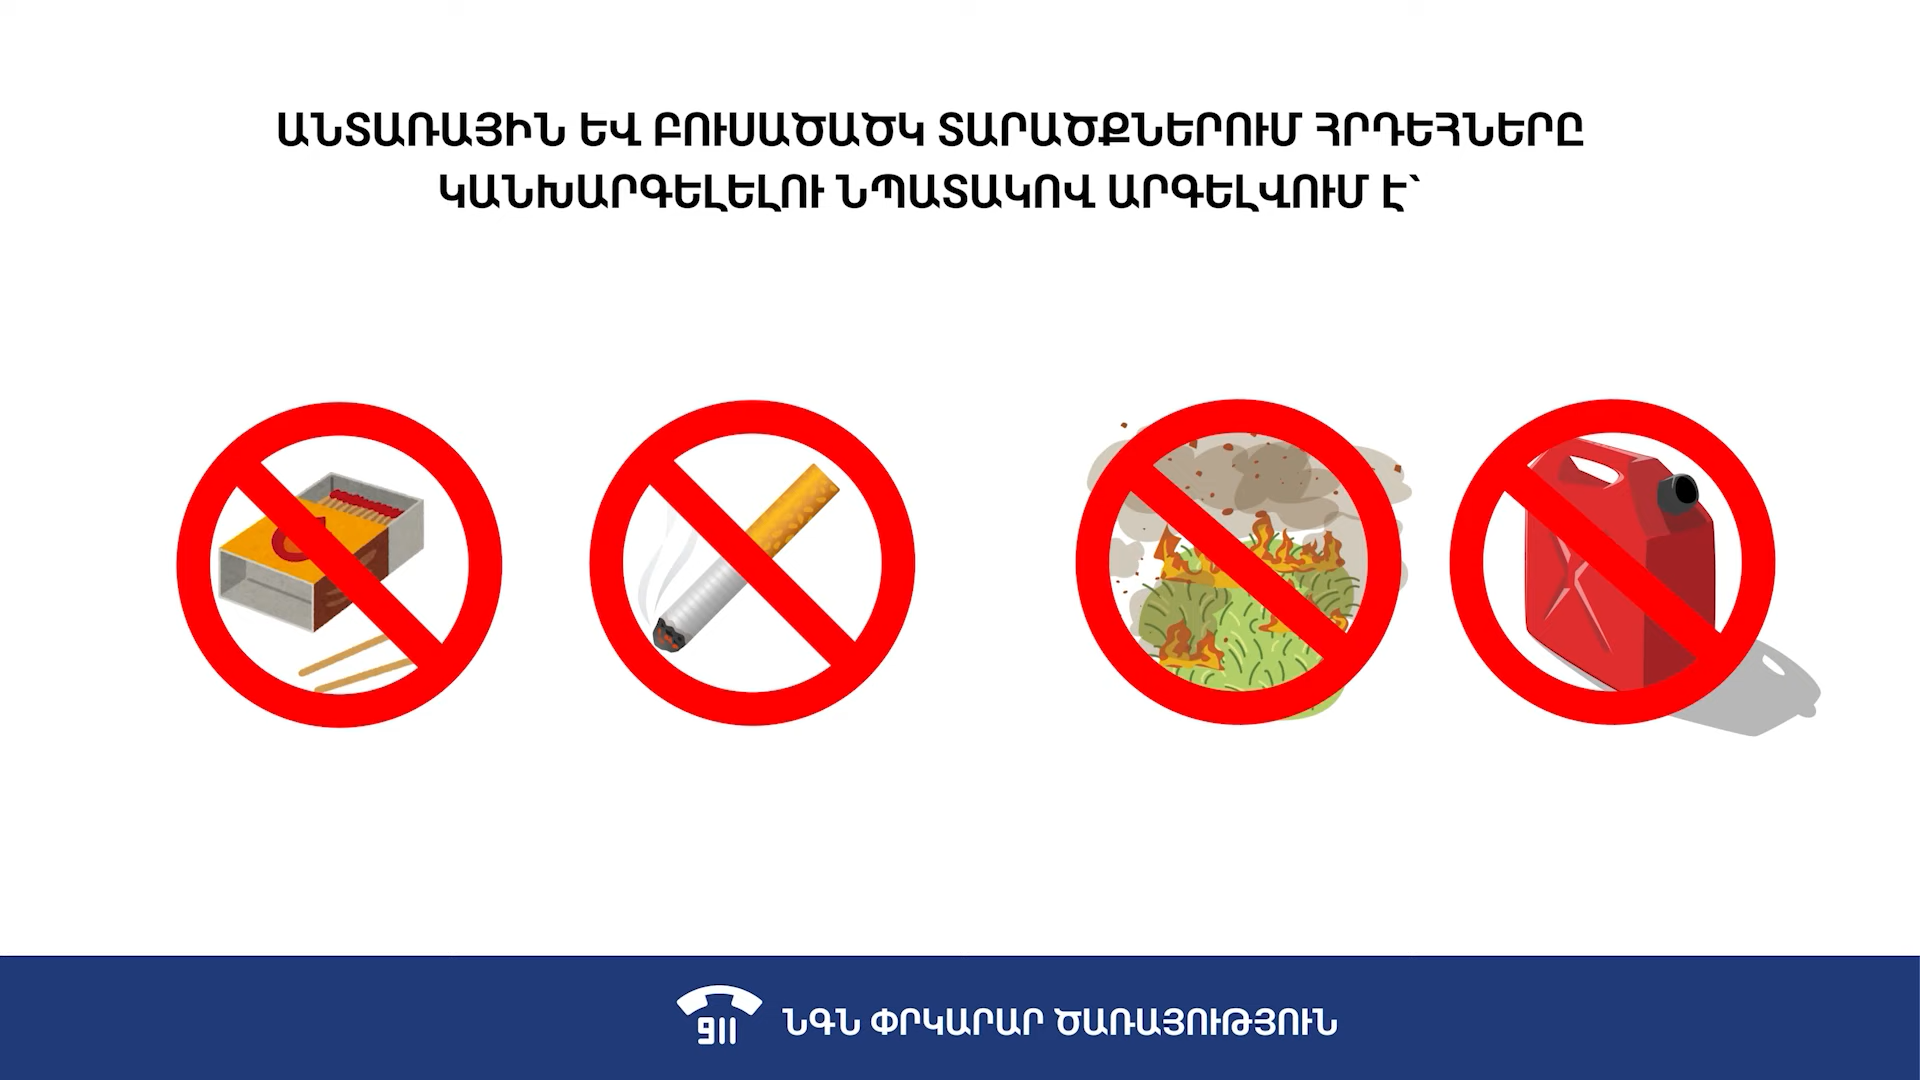 ԱՆՏԱՌԱՅԻՆ ԵՎ ԲՈՒՍԱԾԱԾԿ ՏԱՐԱԾՔՆԵՐՈՒՄ ՀՐԴԵՀՆԵՐԸ
ԿԱՆԽԱՐԳԵԼԵԼՈՒ ՆՊԱՏԱԿՈՎ ԱՐԳԵԼՎՈՒՄ Է՝
911 ՆԳՆ ՓՐԿԱՐԱՐ ԾԱՌԱՅՈՒԹՅՈՒՆ